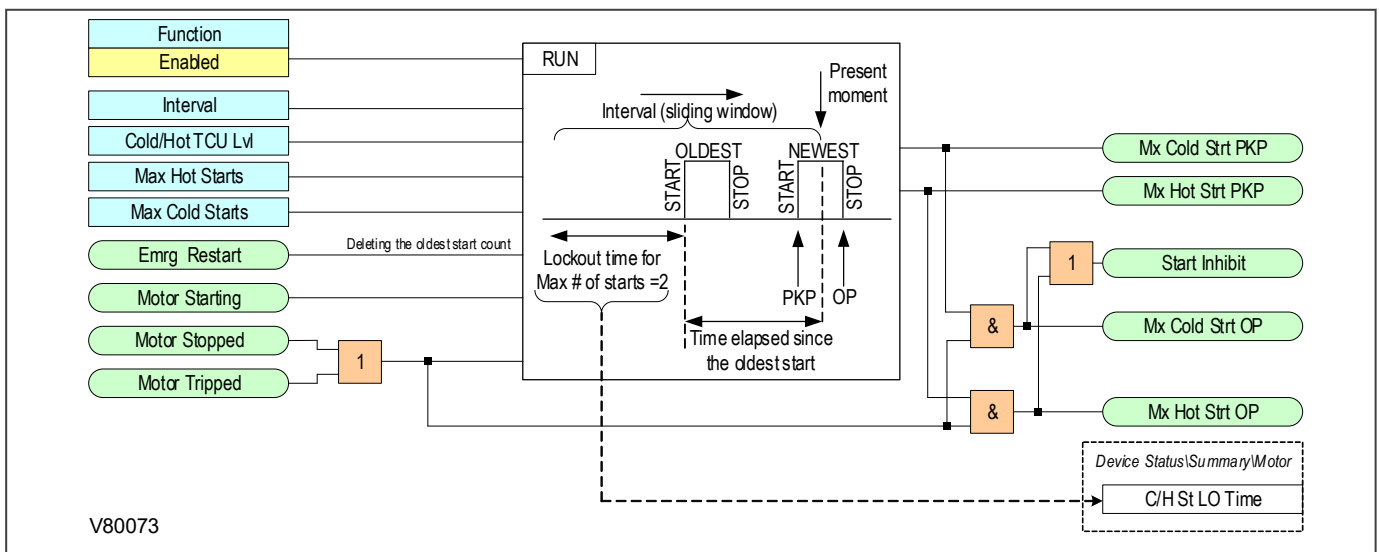 Function
Enabled
Interval
Cold/Hot TCU Lvl
Max Hot Starts
Max Cold Starts
Emrg Restart
Deleting the oldest start count
Motor Starting
Motor Stopped
Motor Tripped
1
RUN
Present
moment
Interval (sliding window)
OLDEST
NEWEST
START
STOP
START
STOP
Lockout time for
Max # of starts =2
PKP
OP
Time elapsed since
the oldest start
Mx Cold Strt PKP
Mx Hot Strt PKP
1
Start Inhibit
&
Mx Cold Strt OP
&
Mx Hot Strt OP
Device Status\Summary\Motor
C/H St LO Time
V80073